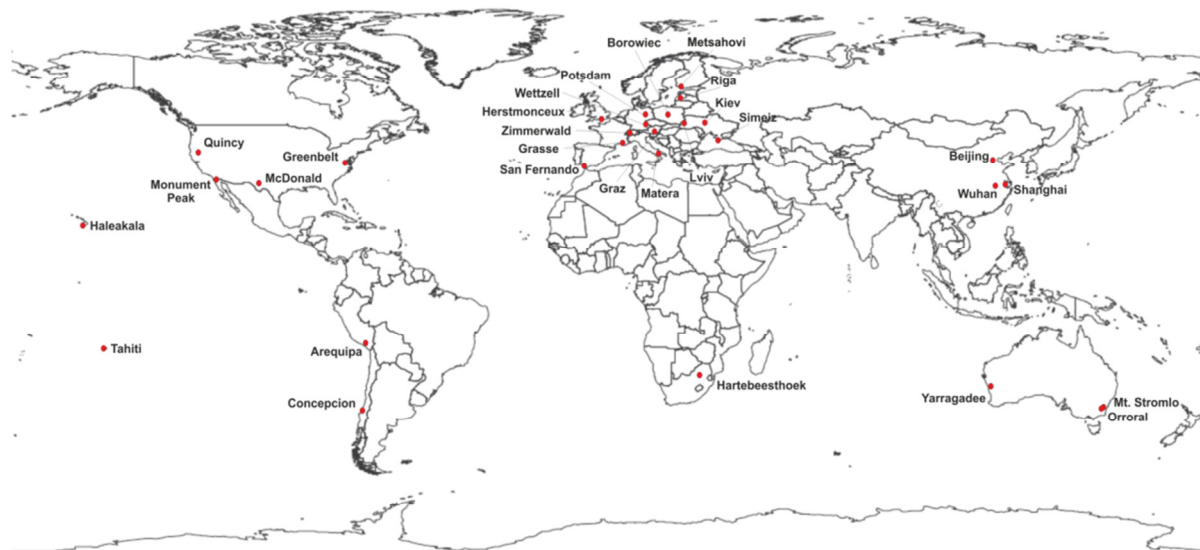 Borowiec
Metsahovi
Potsdam
Riga
Wettzell
Kiev
Herstmonceux
Simeiz
Zimmerwald
Grasse
San Fernando
Graz
Matera
Lviv
Quincy
Greenbelt
McDonald
Monument
Peak
Haleakala
Beijing
Wuhan
Shanghai
Tahiti
Arequipa
Concepcion
Hartebeesthoek
Yarragadee
Mt. Stromlo
Orroral